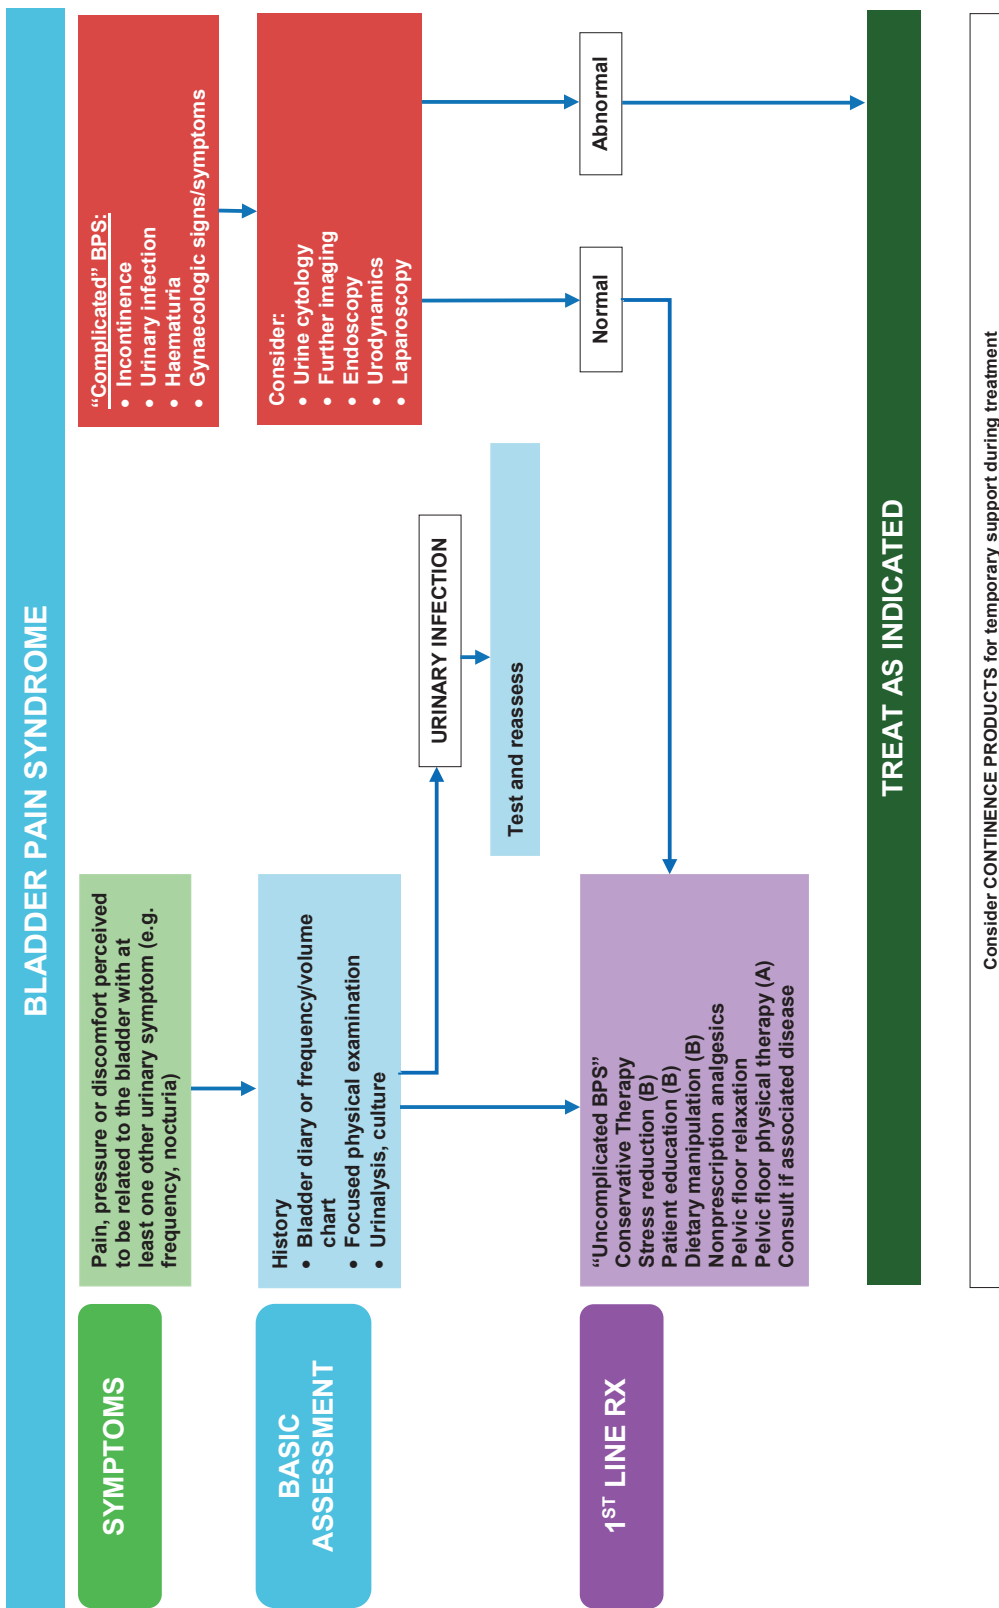 BLADDER PAIN SYNDROME
SYMPTOMS
Pain, pressure or discomfort perceived
to be related to the bladder with at
least one other urinary symptom (e.g.
frequency, nocturia)
“Complicated” BPS:
• Incontinence
• Urinary infection
• Haematuria
• Gynaecologic signs/symptoms
BASIC
ASSESSMENT
History
• Bladder diary or frequency/volume
chart
• Focused physical examination
• Urinalysis, culture
Consider:
• Urine cytology
• Further imaging
• Endoscopy
• Urodynamics
• Laparoscopy
URINARY INFECTION
Test and reassess
Normal
Abnormal
1ST LINE RX
“Uncomplicated BPS”
Conservative Therapy
Stress reduction (B)
Patient education (B)
Dietary manipulation (B)
Nonprescription analgesics
Pelvic floor relaxation
Pelvic floor physical therapy (A)
Consult if associated disease
TREAT AS INDICATED
Consider CONTINENCE PRODUCTS for temporary support during treatment